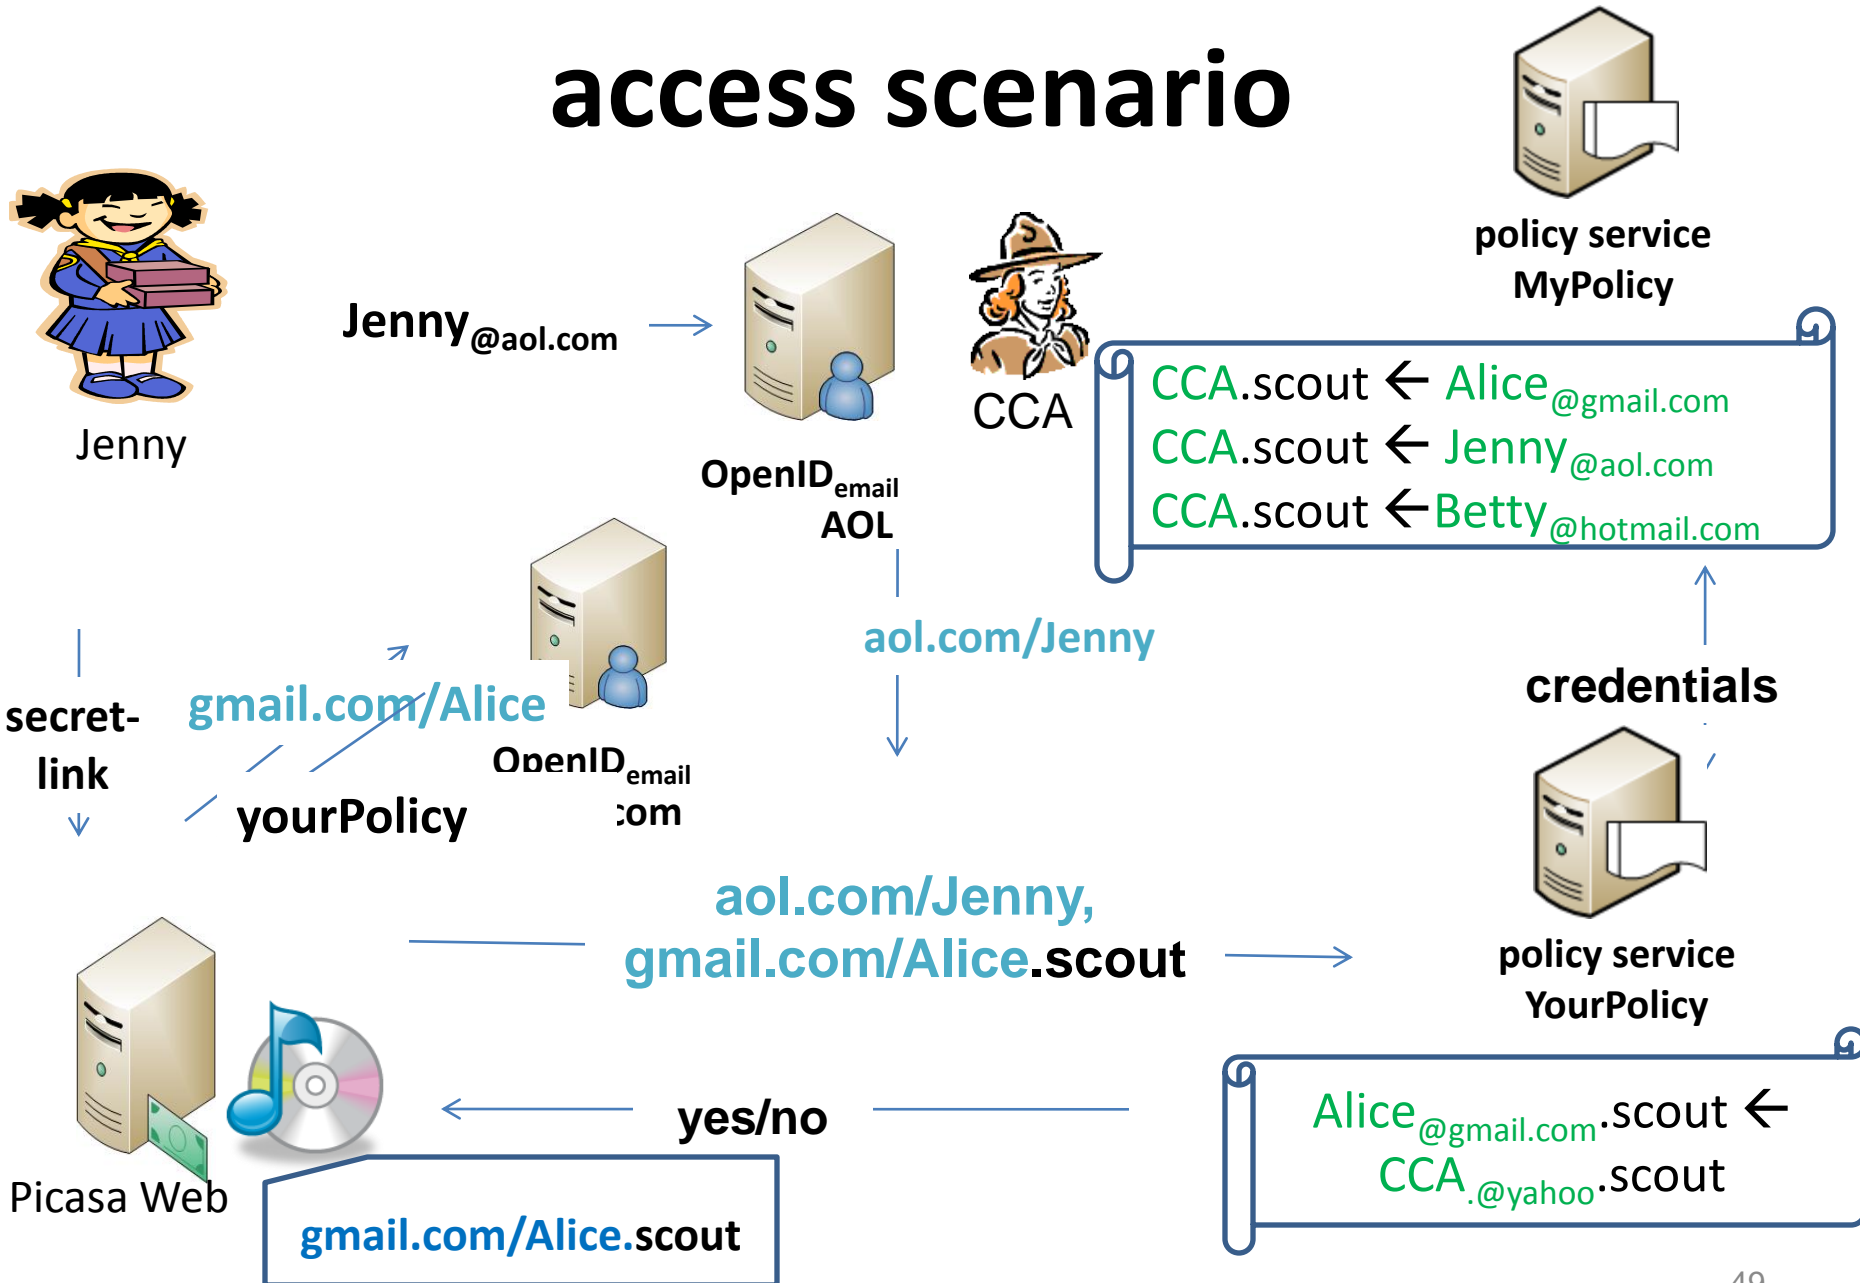 access scenario
policy service
MyPolicy
Jenny@aol.com
CCA
Jenny
CCA.scout ← Alice@gmail.com
CCA.scout ← Jenny@aol.com
CCA.scout ←Betty@hotmail.com
OpenIDemail
AOL
aol.com/Jenny
credentials
secret-
link
gmail.com/Alice
OpenIDemail
com
yourPolicy
aol.com/Jenny,
gmail.com/Alice.scout
policy service
YourPolicy
yes/no
Alice@gmail.com.scout ←
CCA.@yahoo.scout
Picasa Web
gmail.com/Alice.scout